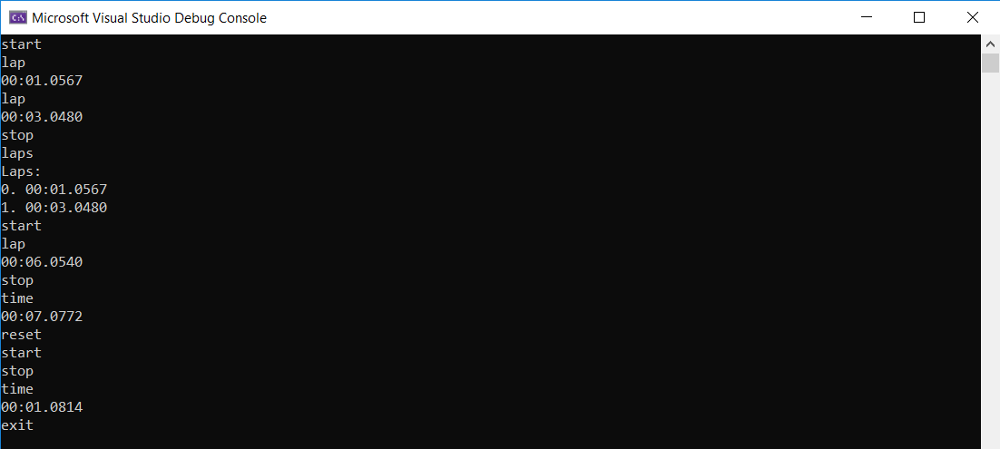 Microsoft Visual Studio Debug Console
start
lap
00:01.0567
lap
00:03.0480
stop
laps
Laps:
0. 00:01.0567
1. 00:03.0480
start
lap
00:06.0540
stop
time
00:07.0772
reset
start
stop
time
00:01.0814
exit